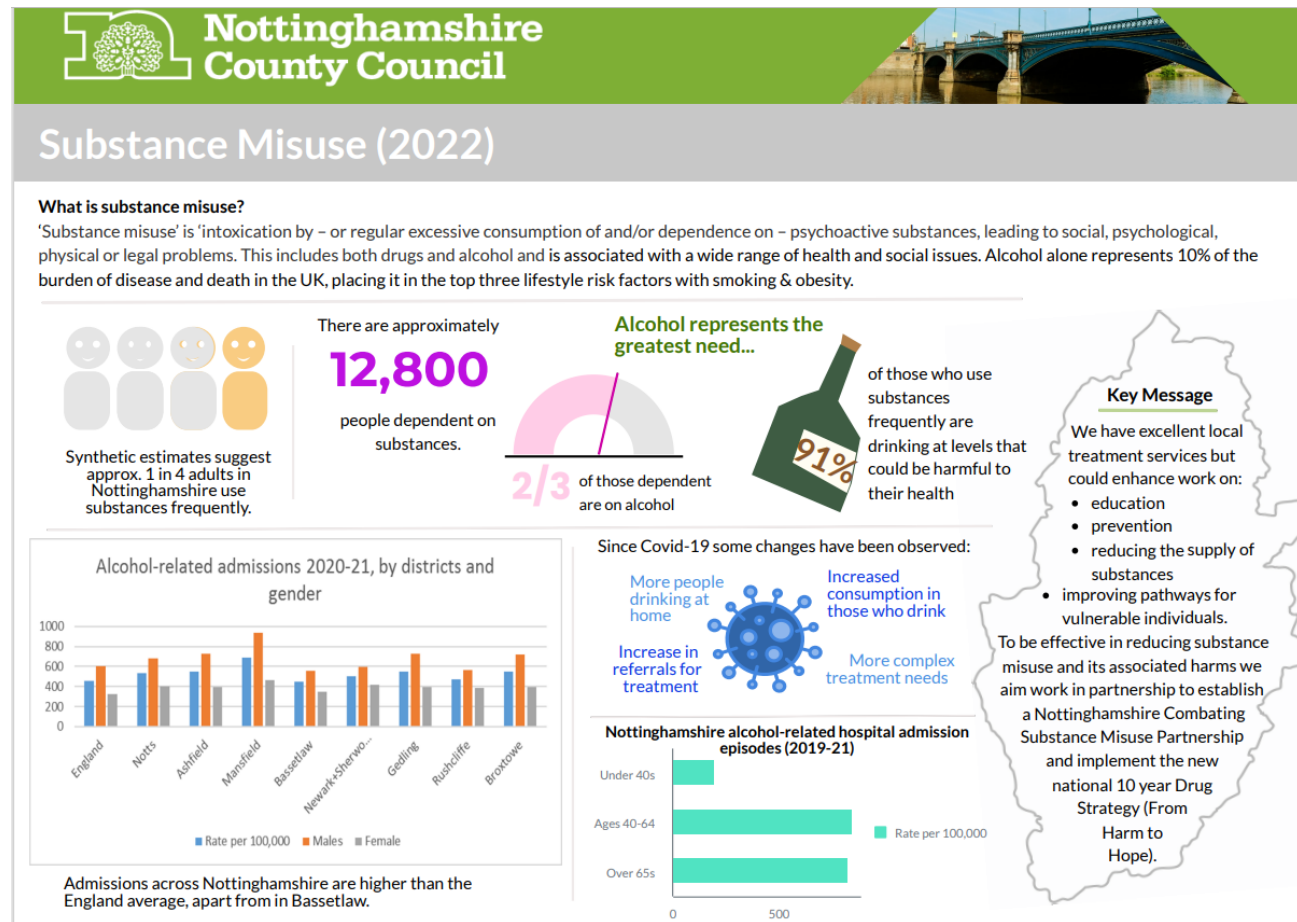 Nottinghamshire
County Council
Substance Misuse (2022)
What is substance misuse?
'Substance misuse' is 'intoxication by – or regular excessive consumption of and/or dependence on – psychoactive substances, leading to social, psychological,
physical or legal problems. This includes both drugs and alcohol and is associated with a wide range of health and social issues. Alcohol alone represents 10% of the
burden of disease and death in the UK, placing it in the top three lifestyle risk factors with smoking & obesity.
Synthetic estimates suggest
approx. 1 in 4 adults in
Nottinghamshire use
substances frequently.
There are approximately
12,800
people dependent on
substances.
Alcohol represents the
greatest need...
2/3
of those dependent
are on alcohol
91%
of those who use
substances
frequently are
drinking at levels that
could be harmful to
their health
Alcohol-related admissions 2020-21, by districts and
gender
1000
800
600
400
200
0
England
Notts
Ashfield
Mansfield
Bassetlaw
Newark+Sherwo...
Gedling
Rushcliffe
Broxtowe
Rate per 100,000
Males
Female
Admissions across Nottinghamshire are higher than the
England average, apart from in Bassetlaw.
Since Covid-19 some changes have been observed:
More people
drinking at
home
Increased
consumption in
those who drink
Increase in
referrals for
treatment
More complex
treatment needs
Nottinghamshire alcohol-related hospital admission
episodes (2019-21)
Under 40s
Ages 40-64
Over 65s
0
500
Rate per 100,000
Key Message
We have excellent local
treatment services but
could enhance work on:
• education
• prevention
• reducing the supply of
substances
• improving pathways for
vulnerable individuals.
To be effective in reducing substance
misuse and its associated harms we
aim work in partnership to establish
a Nottinghamshire Combating
Substance Misuse Partnership
and implement the new
national 10 year Drug
Strategy (From
Harm to
Hope).